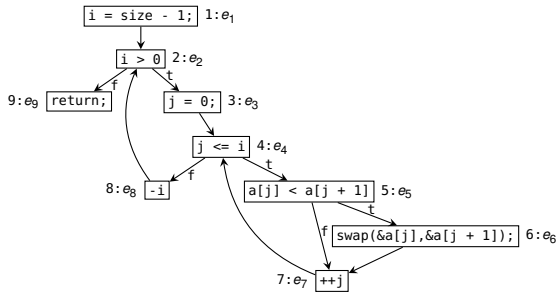 i = size - 1; 1:e₁
i > 0 2:e₂
f t
9:e₉ return; j = 0; 3:e₃
j <= i 4:e₄
f t
8:e₈ -i a[j] < a[j + 1] 5:e₅
t
f swap(&a[j],&a[j + 1]); 6:e₆
7:e₇ ++j